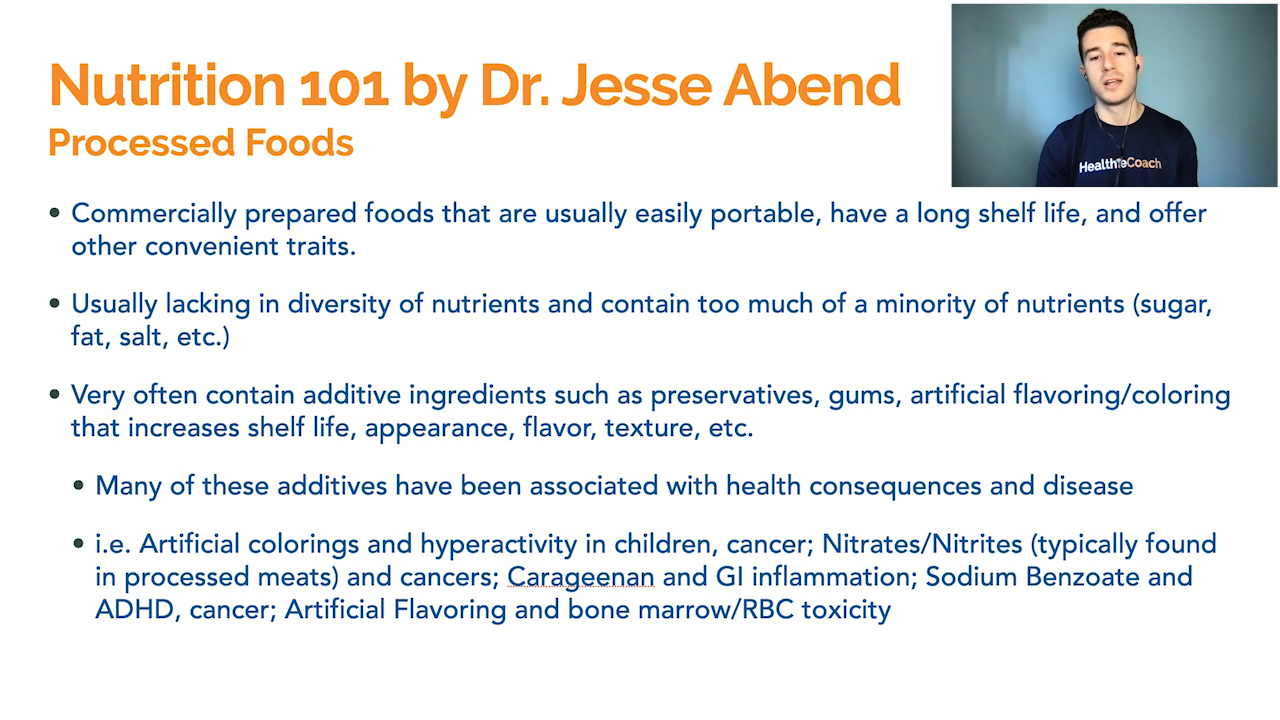 Nutrition 101 by Dr. Jesse Abend
Processed Foods
HealthieCoach
• Commercially prepared foods that are usually easily portable, have a long shelf life, and offer
other convenient traits.
• Usually lacking in diversity of nutrients and contain too much of a minority of nutrients (sugar,
fat, salt, etc.)
• Very often contain additive ingredients such as preservatives, gums, artificial flavoring/coloring
that increases shelf life, appearance, flavor, texture, etc.
• Many of these additives have been associated with health consequences and disease
• i.e. Artificial colorings and hyperactivity in children, cancer; Nitrates/Nitrites (typically found
in processed meats) and cancers; Carageenan and GI inflammation; Sodium Benzoate and
ADHD, cancer; Artificial Flavoring and bone marrow/RBC toxicity